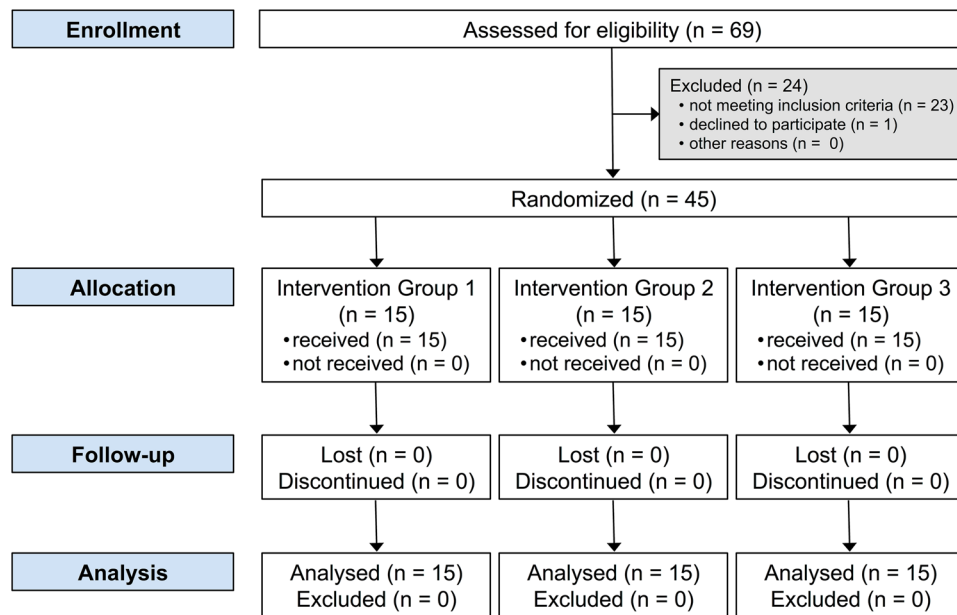 Enrollment
Assessed for eligibility (n = 69)
Excluded (n = 24)
• not meeting inclusion criteria (n = 23)
• declined to participate (n = 1)
• other reasons (n = 0)
Randomized (n = 45)
Allocation
Intervention Group 1
(n = 15)
• received (n = 15)
• not received (n = 0)
Intervention Group 2
(n = 15)
• received (n = 15)
• not received (n = 0)
Intervention Group 3
(n = 15)
• received (n = 15)
• not received (n = 0)
Follow-up
Lost (n = 0)
Discontinued (n = 0)
Lost (n = 0)
Discontinued (n = 0)
Lost (n = 0)
Discontinued (n = 0)
Analysis
Analysed (n = 15)
Excluded (n = 0)
Analysed (n = 15)
Excluded (n = 0)
Analysed (n = 15)
Excluded (n = 0)